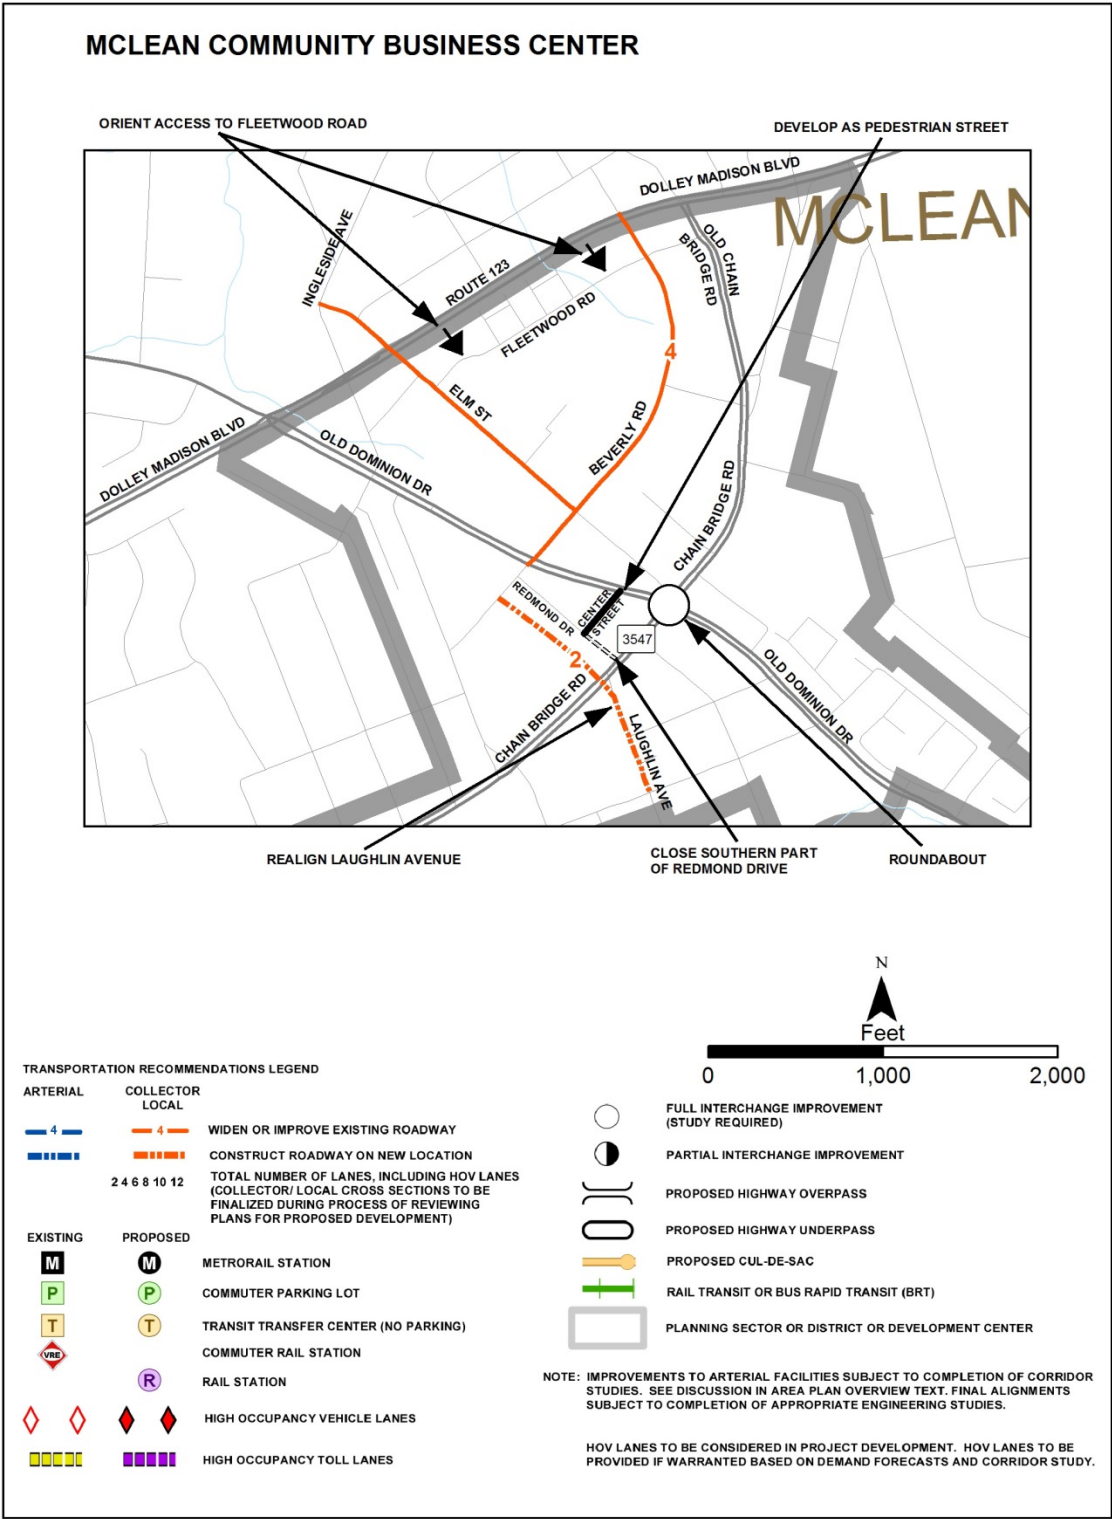 MCLEAN COMMUNITY BUSINESS CENTER
ORIENT ACCESS TO FLEETWOOD ROAD
DEVELOP AS PEDESTRIAN STREET
DOLLEY MADISON BLVD
MCLEAN
INGLESIDE AVE
OLD CHAIN
BRIDGE RD
ROUTE 123
FLEETWOOD RD
4
ELM ST
BEVERLY RD
DOLLEY MADISON BLVD
OLD DOMINION DR
CHAIN BRIDGE RD
REDMOND DR
CENTER
STREET
3547
2
OLD DOMINION DR
CHAIN BRIDGE RD
LAUGHLIN AVE
REALIGN LAUGHLIN AVENUE
CLOSE SOUTHERN PART
OF REDMOND DRIVE
ROUNDABOUT
N
Feet
0 1,000 2,000
TRANSPORTATION RECOMMENDATIONS LEGEND
ARTERIAL
COLLECTOR
LOCAL
4 4 WIDEN OR IMPROVE EXISTING ROADWAY
CONSTRUCT ROADWAY ON NEW LOCATION
2 4 6 8 10 12 TOTAL NUMBER OF LANES, INCLUDING HOV LANES
(COLLECTOR/ LOCAL CROSS SECTIONS TO BE
FINALIZED DURING PROCESS OF REVIEWING
PLANS FOR PROPOSED DEVELOPMENT)
EXISTING PROPOSED
M M METRORAIL STATION
P P COMMUTER PARKING LOT
T T TRANSIT TRANSFER CENTER (NO PARKING)
VRE COMMUTER RAIL STATION
R RAIL STATION
HIGH OCCUPANCY VEHICLE LANES
HIGH OCCUPANCY TOLL LANES
FULL INTERCHANGE IMPROVEMENT
(STUDY REQUIRED)
PARTIAL INTERCHANGE IMPROVEMENT
PROPOSED HIGHWAY OVERPASS
PROPOSED HIGHWAY UNDERPASS
PROPOSED CUL-DE-SAC
RAIL TRANSIT OR BUS RAPID TRANSIT (BRT)
PLANNING SECTOR OR DISTRICT OR DEVELOPMENT CENTER
NOTE: IMPROVEMENTS TO ARTERIAL FACILITIES SUBJECT TO COMPLETION OF CORRIDOR
STUDIES. SEE DISCUSSION IN AREA PLAN OVERVIEW TEXT. FINAL ALIGNMENTS
SUBJECT TO COMPLETION OF APPROPRIATE ENGINEERING STUDIES.
HOV LANES TO BE CONSIDERED IN PROJECT DEVELOPMENT. HOV LANES TO BE
PROVIDED IF WARRANTED BASED ON DEMAND FORECASTS AND CORRIDOR STUDY.